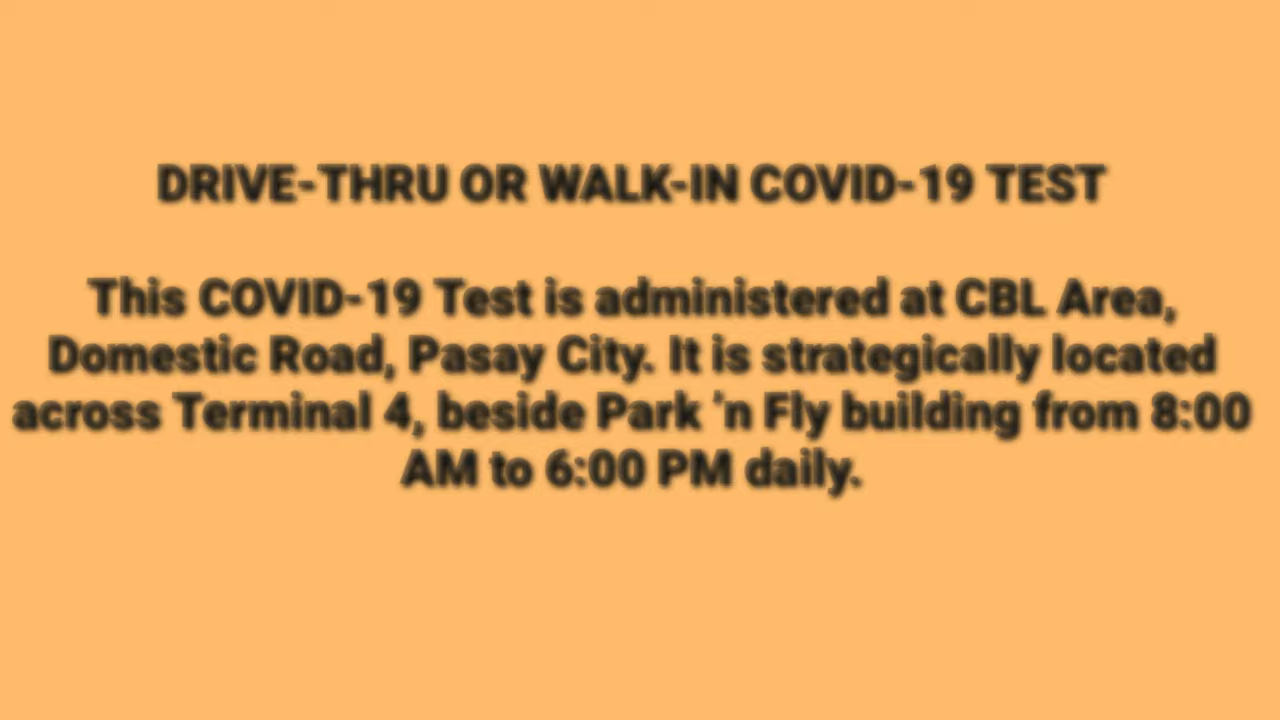 DRIVE-THRU OR WALK-IN COVID-19 TEST
This COVID-19 Test is administered at CBL Area,
Domestic Road, Pasay City. It is strategically located
across Terminal 4, beside Park 'n Fly building from 8:00
AM to 6:00 PM daily.